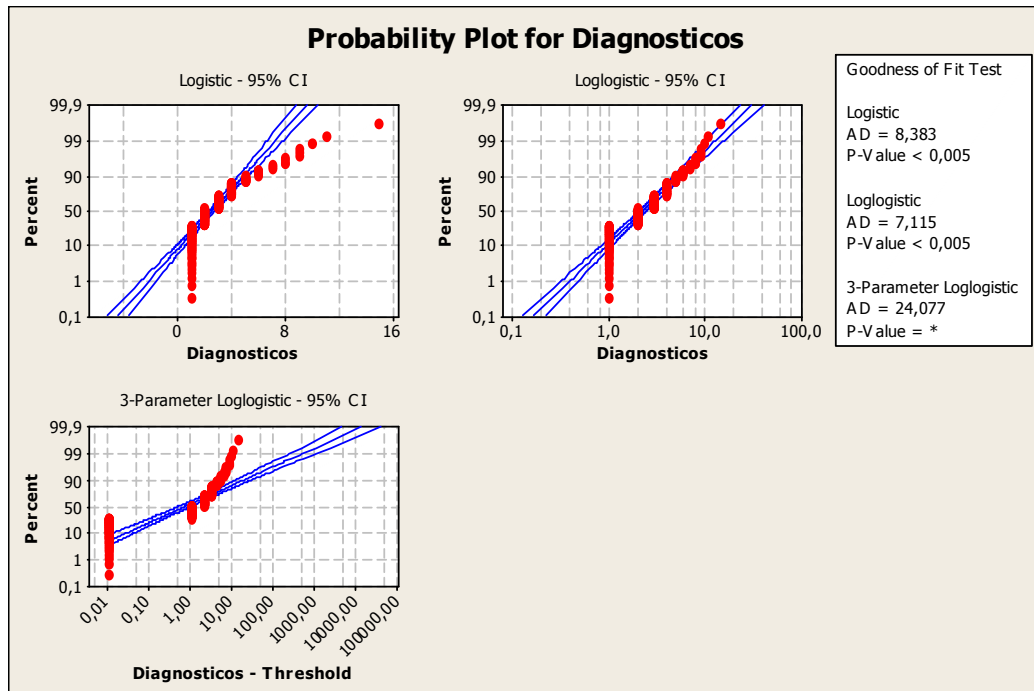 Probability Plot for Diagnosticos
Logistic - 95% CI
99,9
99
90
50
10
1
0,1
Percent
0
8
16
Diagnosticos
Loglogistic - 95% CI
99,9
99
90
50
10
1
0,1
Percent
0,1
1,0
10,0
100,0
Diagnosticos
3-Parameter Loglogistic - 95% CI
99,9
99
90
50
10
1
0,1
Percent
0,01
0,10
1,00
10,00
100,00
1000,00
10000,00
100000,00
Diagnosticos - Threshold
Goodness of Fit Test
Logistic
AD = 8,383
P-Value < 0,005
Loglogistic
AD = 7,115
P-Value < 0,005
3-Parameter Loglogistic
AD = 24,077
P-Value = *